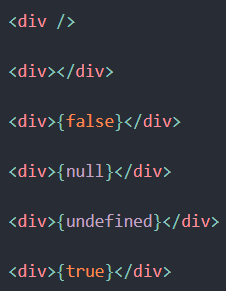 <div />
<div></div>
<div>{false}</div>
<div>{null}</div>
<div>{undefined}</div>
<div>{true}</div>